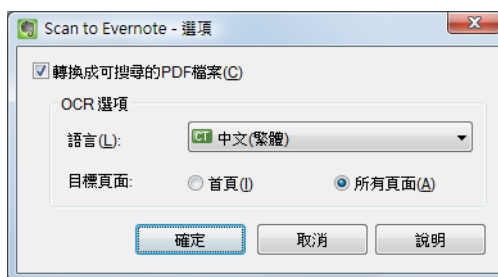 Scan to Evernote - 選項
轉換成可搜尋的PDF檔案(C)
OCR 選項
語言(L): CT 中文(繁體)
目標頁面: 首頁(I) 所有頁面(A)
確定 取消 說明